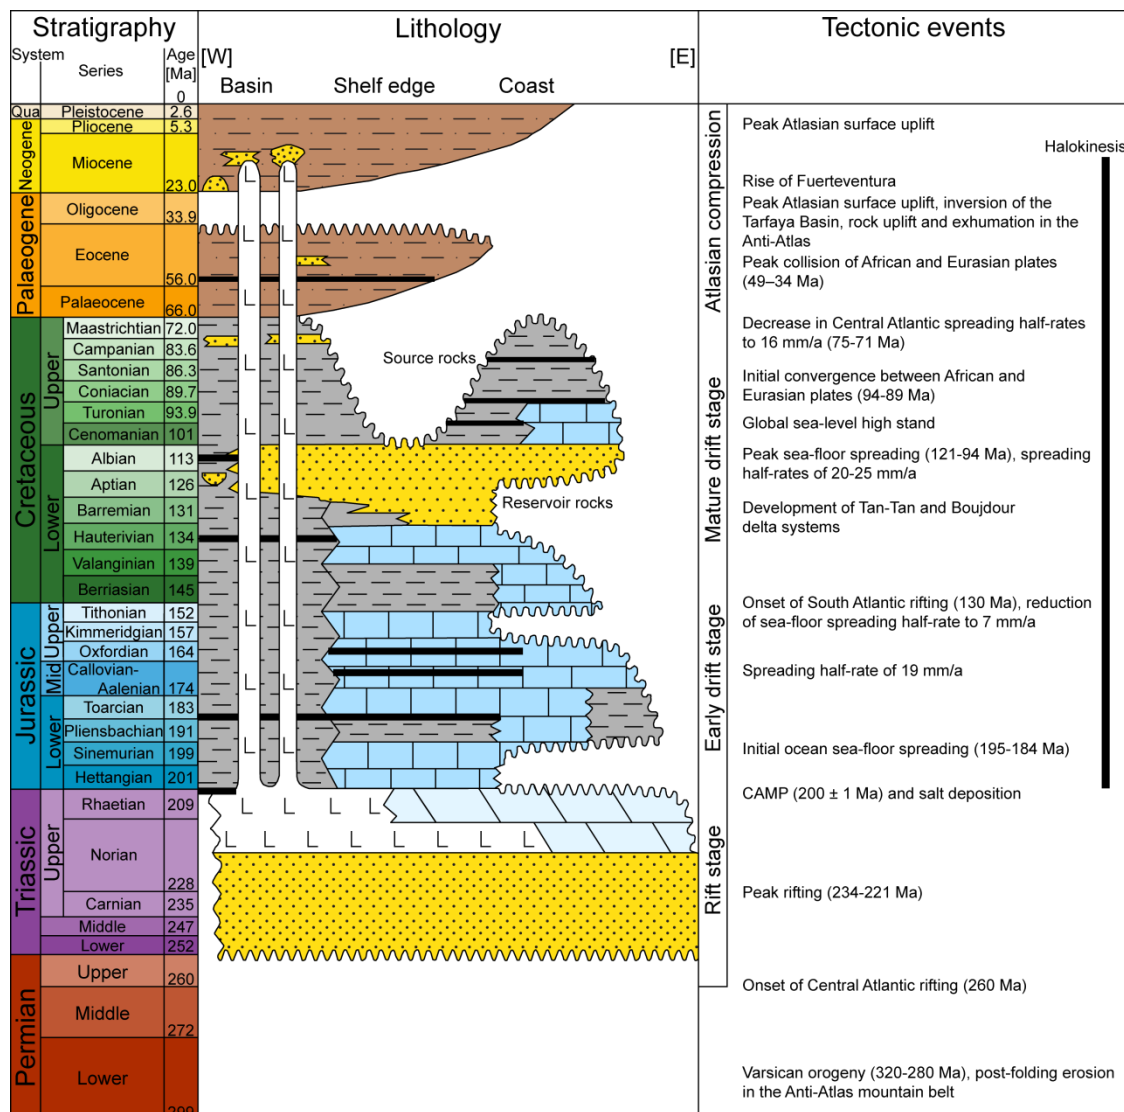 Stratigraphy
Lithology
Tectonic events
System
Series
Age
[Ma]
0
[W]
[E]
Basin
Shelf edge
Coast
Qua
Pleistocene
2.6
Neogene
Pliocene
5.3
Miocene
23.0
Palaeogene
Oligocene
33.9
Eocene
56.0
Palaeocene
66.0
Cretaceous
Upper
Maastrichtian
72.0
Campanian
83.6
Santonian
86.3
Coniacian
89.7
Turonian
93.9
Cenomanian
101
Lower
Albian
113
Aptian
126
Barremian
131
Hauterivian
134
Valanginian
139
Berriasian
145
Jurassic
Upper
Tithonian
152
Kimmeridgian
157
Oxfordian
164
Mid
Callovian-
Aalenian
174
Lower
Toarcian
183
Pliensbachian
191
Sinemurian
199
Hettangian
201
Triassic
Upper
Rhaetian
209
Norian
228
Carnian
235
Middle
247
Lower
252
Permian
Upper
260
Middle
272
Lower
Source rocks
Reservoir rocks
Atlasian compression
Mature drift stage
Early drift stage
Rift stage
Halokinesis
Peak Atlasian surface uplift
Rise of Fuerteventura
Peak Atlasian surface uplift, inversion of the
Tarfaya Basin, rock uplift and exhumation in the
Anti-Atlas
Peak collision of African and Eurasian plates
(49–34 Ma)
Decrease in Central Atlantic spreading half-rates
to 16 mm/a (75-71 Ma)
Initial convergence between African and
Eurasian plates (94-89 Ma)
Global sea-level high stand
Peak sea-floor spreading (121-94 Ma), spreading
half-rates of 20-25 mm/a
Development of Tan-Tan and Boujdour
delta systems
Onset of South Atlantic rifting (130 Ma), reduction
of sea-floor spreading half-rate to 7 mm/a
Spreading half-rate of 19 mm/a
Initial ocean sea-floor spreading (195-184 Ma)
CAMP (200 ± 1 Ma) and salt deposition
Peak rifting (234-221 Ma)
Onset of Central Atlantic rifting (260 Ma)
Varsican orogeny (320-280 Ma), post-folding erosion
in the Anti-Atlas mountain belt